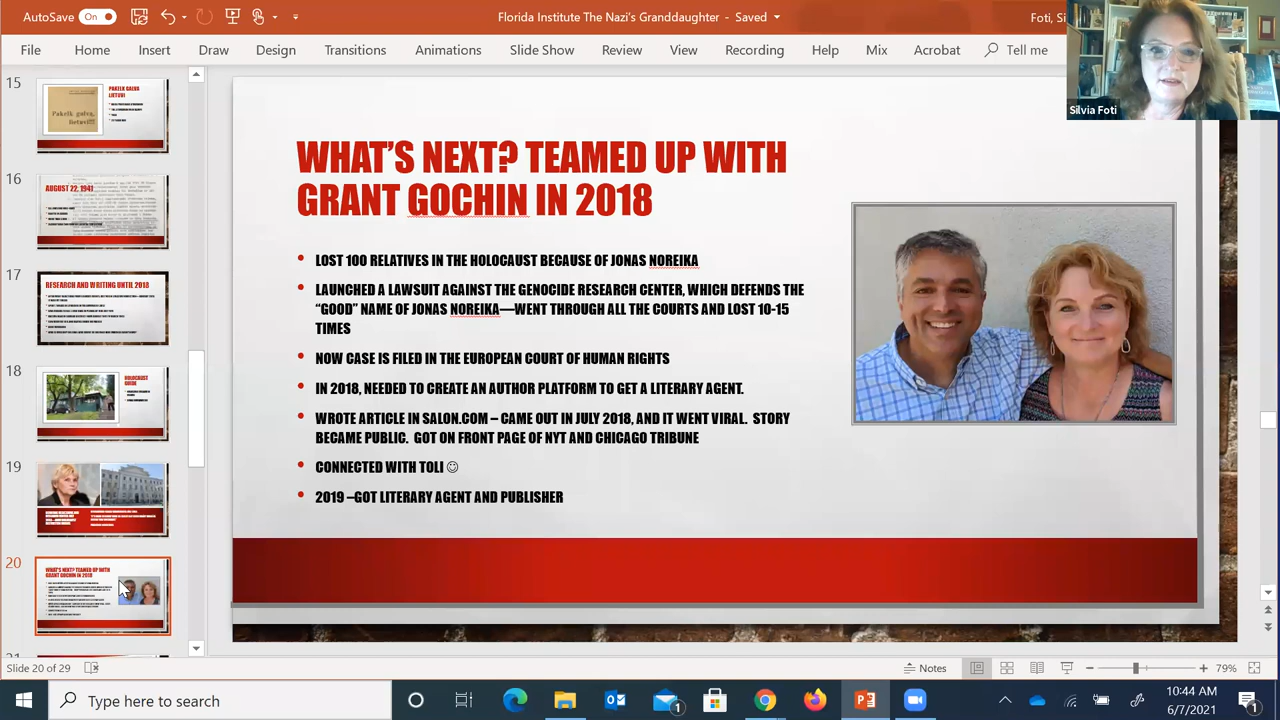 AutoSave On
Florida Institute The Nazi's Granddaughter - Saved
Foti, Si
File Home Insert Draw Design Transitions Animations Slide Show Review View Recording Help Mix Acrobat Tell me
Silvia Foti
15
PAKELK GALVA
LIETUVI
Pakelk galvą,
lietuvi!!!
16
AUGUST 22, 1941
17
RESEARCH AND WRITING UNTIL 2018
18
HOLOCAUST
GUIDE
19
20
WHAT'S NEXT? TEAMED UP WITH
GRANT GOCHIN IN 2018
WHAT'S NEXT? TEAMED UP WITH
GRANT GOCHIN IN 2018
• LOST 100 RELATIVES IN THE HOLOCAUST BECAUSE OF JONAS NOREIKA
• LAUNCHED A LAWSUIT AGAINST THE GENOCIDE RESEARCH CENTER, WHICH DEFENDS THE
“GOOD” NAME OF JONAS NOREIKA—WENT THROUGH ALL THE COURTS AND LOST 10-15
TIMES
• NOW CASE IS FILED IN THE EUROPEAN COURT OF HUMAN RIGHTS
• IN 2018, NEEDED TO CREATE AN AUTHOR PLATFORM TO GET A LITERARY AGENT.
• WROTE ARTICLE IN SALON.COM – CAME OUT IN JULY 2018, AND IT WENT VIRAL. STORY
BECAME PUBLIC. GOT ON FRONT PAGE OF NYT AND CHICAGO TRIBUNE
• CONNECTED WITH TOLI ☺
• 2019 –GOT LITERARY AGENT AND PUBLISHER
Slide 20 of 29
Notes
79%
Type here to search
1
10:44 AM
6/7/2021
1